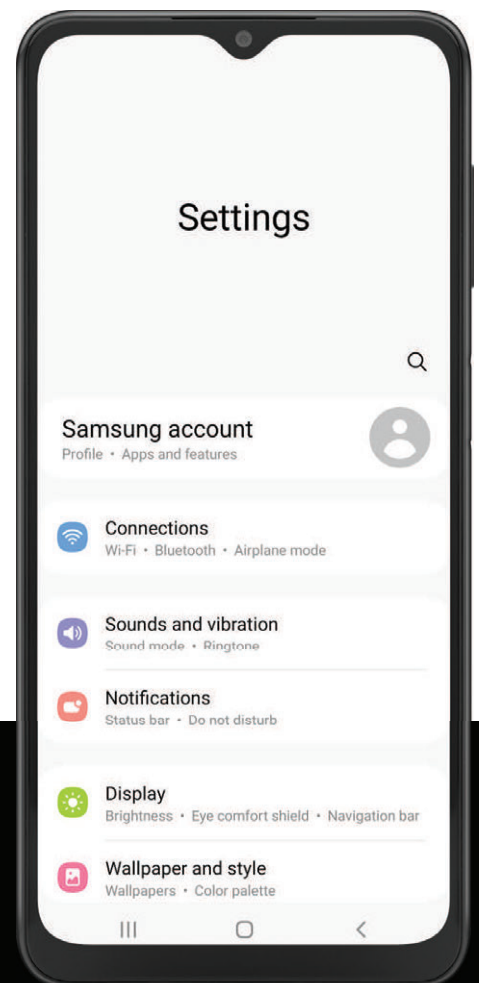 Settings
Samsung account
Profile • Apps and features
Connections
Wi-Fi • Bluetooth • Airplane mode
Sounds and vibration
Sound mode • Ringtone
Notifications
Status bar • Do not disturb
Display
Brightness • Eye comfort shield • Navigation bar
Wallpaper and style
Wallpapers • Color palette